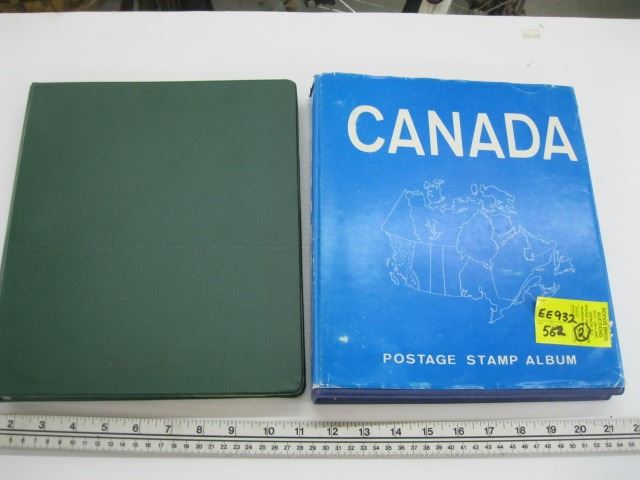 CANADA
EE932
562
2
POSTAGE STAMP ALBUM
2 3 4 5 6 7 8 9 10 11 12 13 14 15 16 17 18 19 20 21